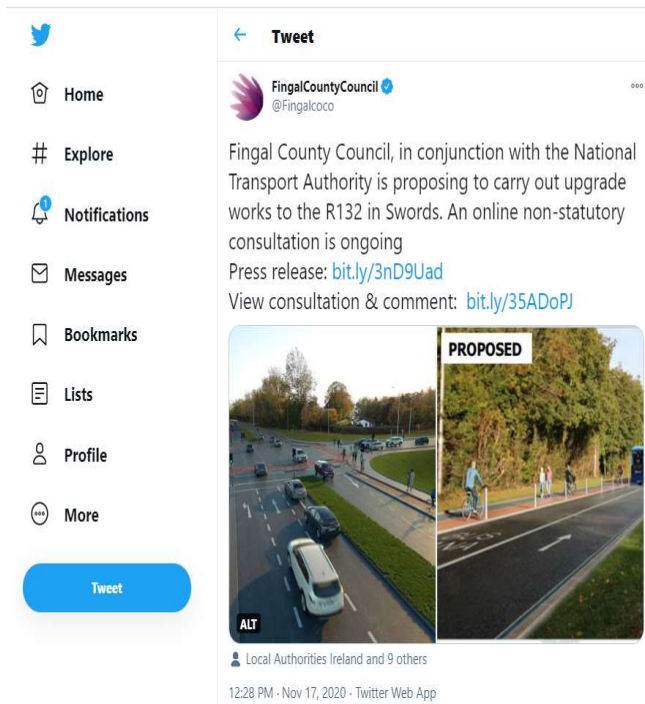 Tweet
Home
Explore
1
Notifications
Messages
Bookmarks
Lists
Profile
More
Tweet
FingalCountyCouncil
@Fingalcoco
Fingal County Council, in conjunction with the National
Transport Authority is proposing to carry out upgrade
works to the R132 in Swords. An online non-statutory
consultation is ongoing
Press release: bit.ly/3nD9Uad
View consultation & comment: bit.ly/35ADoPJ
PROPOSED
BUS
ALT
Local Authorities Ireland and 9 others
12:28 PM · Nov 17, 2020 · Twitter Web App